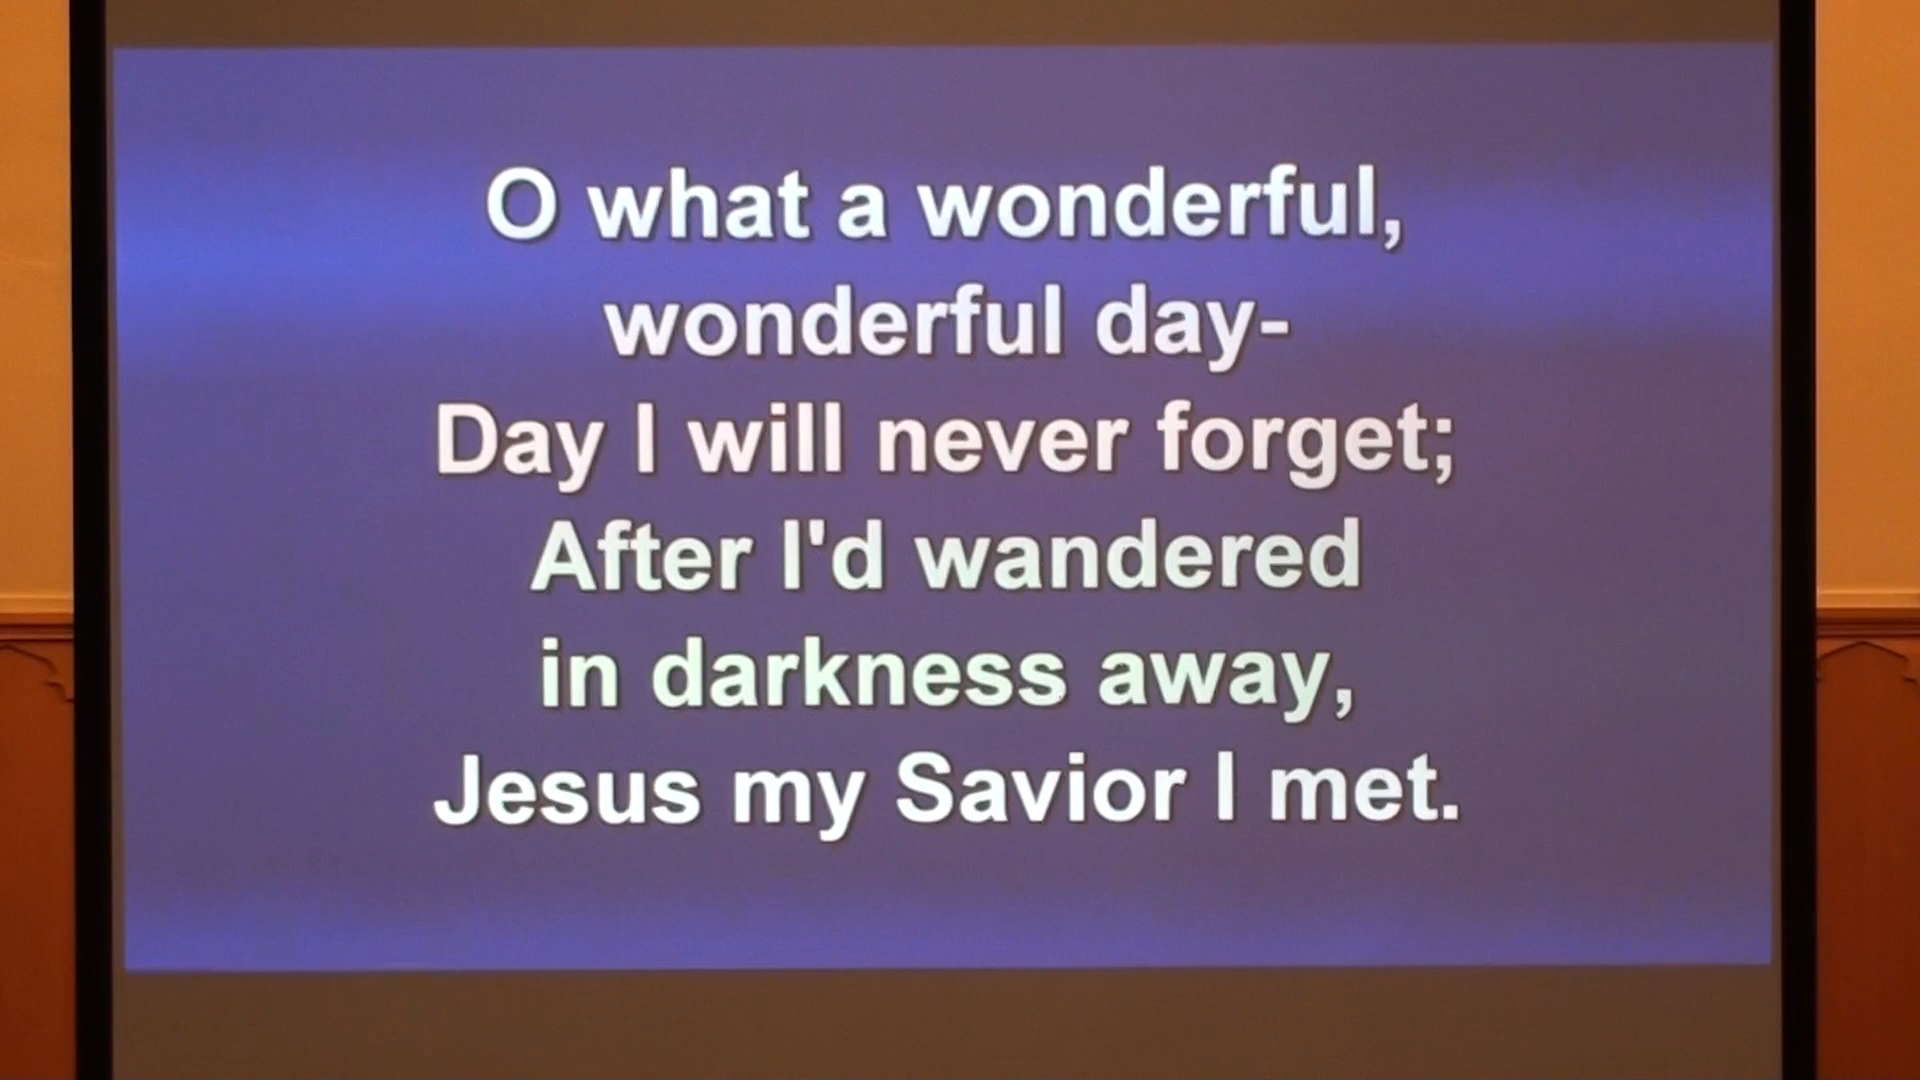 O what a wonderful,
wonderful day-
Day I will never forget;
After I'd wandered
in darkness away,
Jesus my Savior I met.